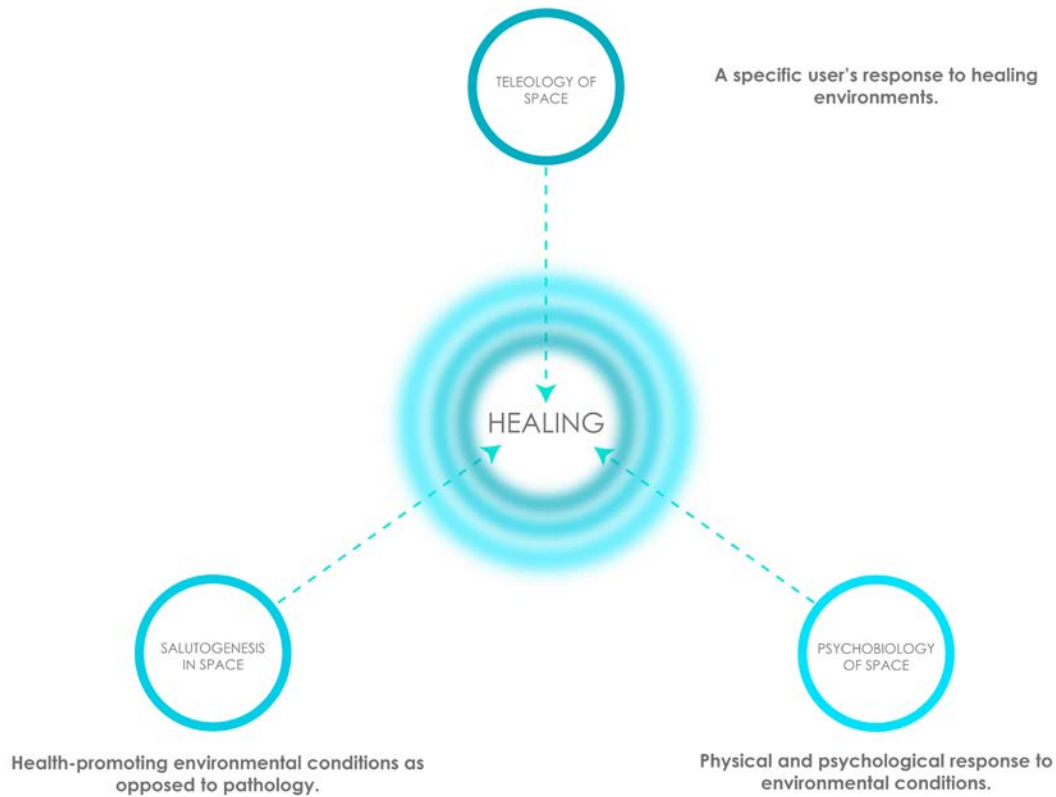 TELEOLOGY OF
SPACE
A specific user's response to healing
environments.
HEALING
SALUTOGENESIS
IN SPACE
PSYCHOBIOLOGY
OF SPACE
Health-promoting environmental conditions as
opposed to pathology.
Physical and psychological response to
environmental conditions.